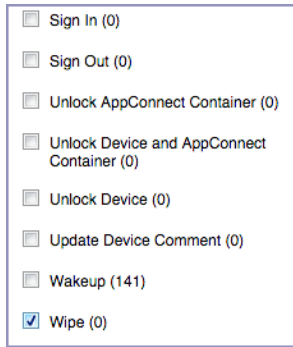 Sign In (0)
Sign Out (0)
Unlock AppConnect Container (0)
Unlock Device and AppConnect
Container (0)
Unlock Device (0)
Update Device Comment (0)
Wakeup (141)
Wipe (0)